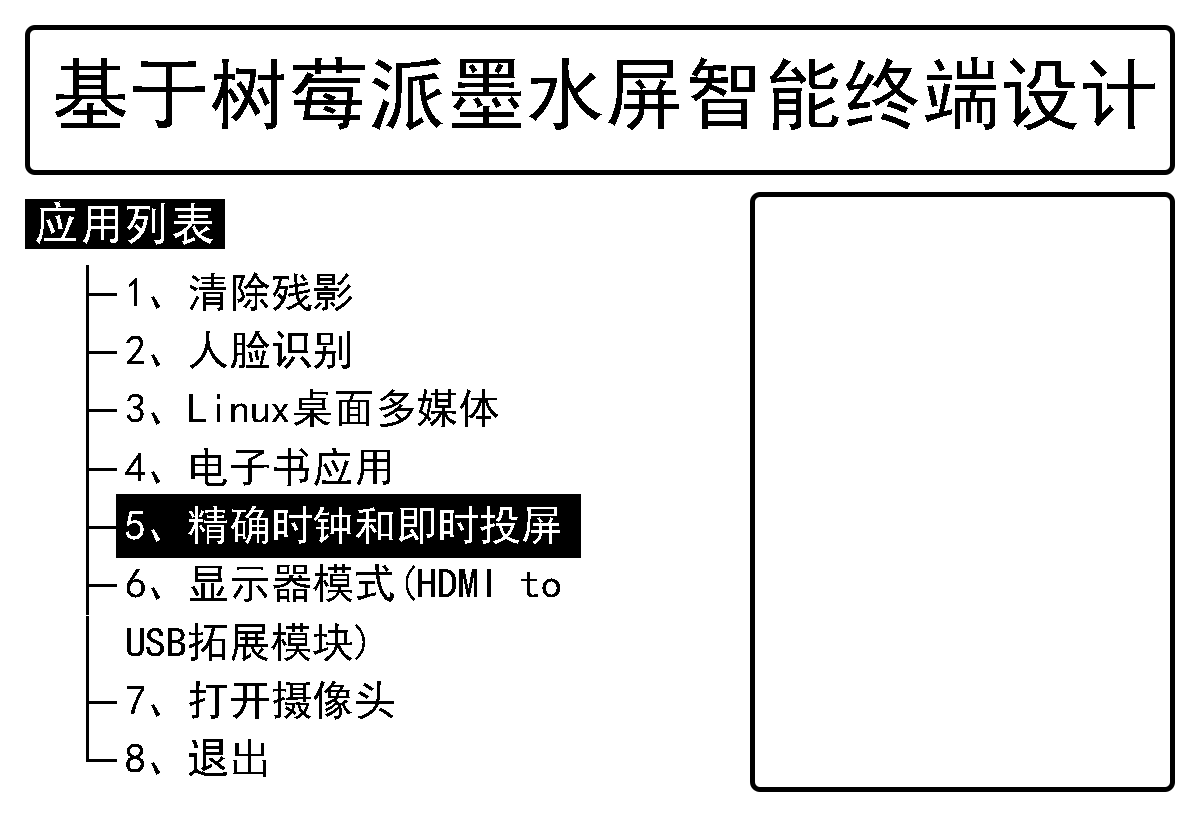 基于树莓派墨水屏智能终端设计
应用列表
1、清除残影
2、人脸识别
3、Linux桌面多媒体
4、电子书应用
5、精确时钟和即时投屏
6、显示器模式(HDMI to
USB拓展模块)
7、打开摄像头
8、退出